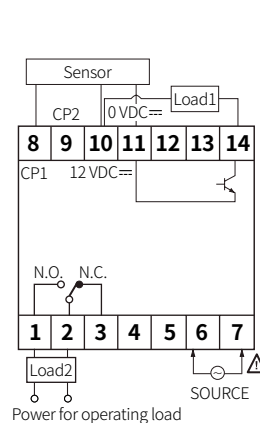 Sensor
CP2 0 VDC⎓ Load1
8 9 10 11 12 13 14
CP1 12 VDC⎓
N.O. N.C.
1 2 3 4 5 6 7
Load2
SOURCE
Power for operating load